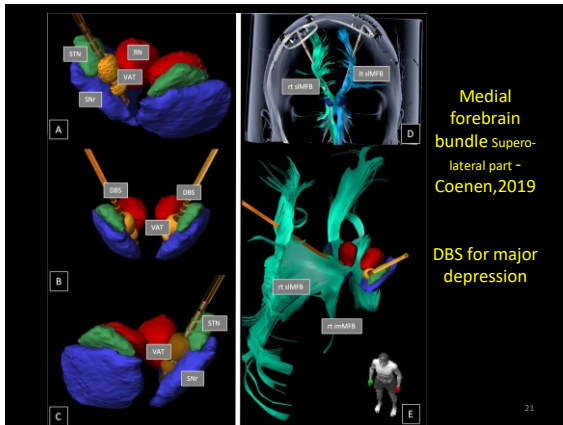 STN
RN
VAT
SNr
A
DBS
DBS
VAT
B
STN
VAT
SNr
C
rt slMFB
lt slMFB
D
rt slMFB
rt imMFB
E
Medial
forebrain
bundle Supero-
lateral part -
Coenen,2019
DBS for major
depression
21